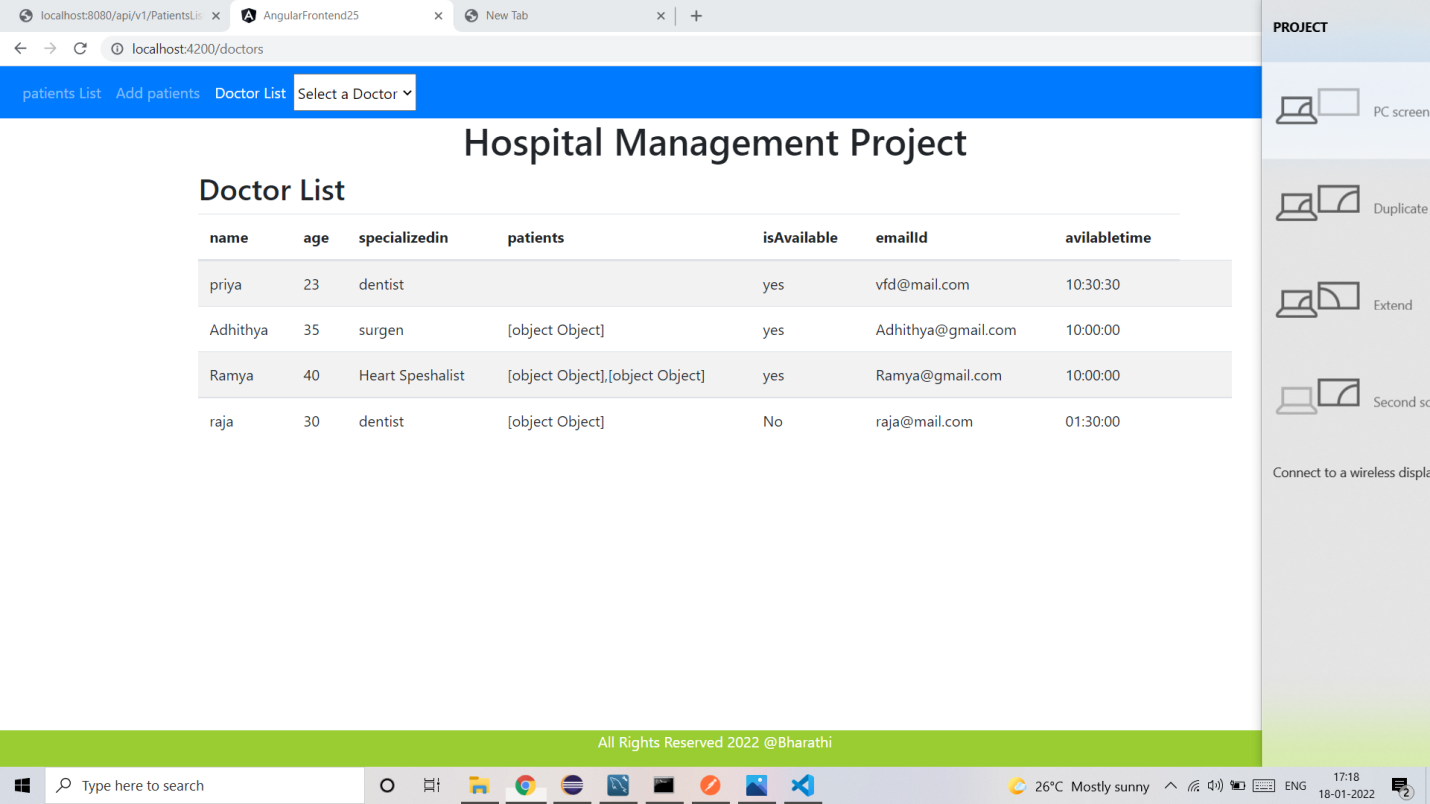 localhost:8080/api/v1/PatientsLis
AngularFrontend25
New Tab
localhost:4200/doctors
patients List Add patients Doctor List Select a Doctor
Hospital Management Project
Doctor List
name age specializedin patients isAvailable emailId avilabletime
priya 23 dentist yes vfd@mail.com 10:30:30
Adhithya 35 surgen [object Object] yes Adhithya@gmail.com 10:00:00
Ramya 40 Heart Speshalist [object Object],[object Object] yes Ramya@gmail.com 10:00:00
raja 30 dentist [object Object] No raja@mail.com 01:30:00
All Rights Reserved 2022 @Bharathi
PROJECT
PC screen
Duplicate
Extend
Second sc
Connect to a wireless displa
Type here to search
26°C Mostly sunny
ENG
17:18
18-01-2022
2